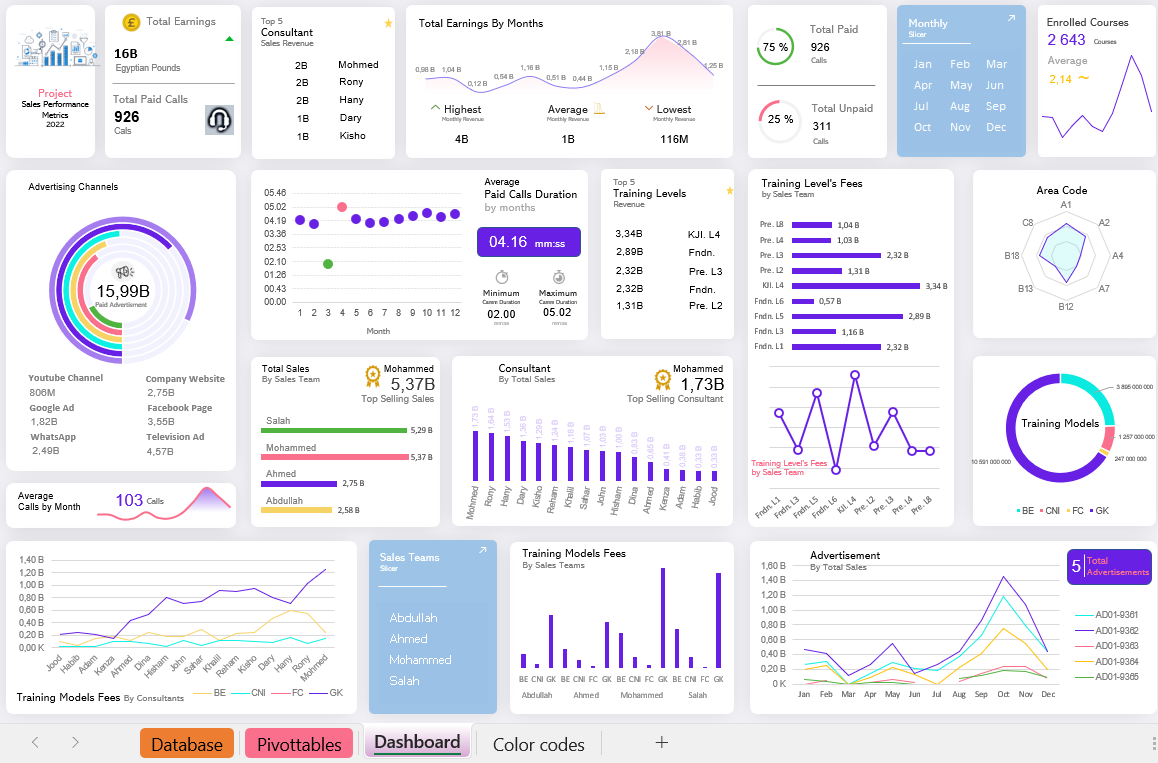 Project
Sales Performance
Metrics
2022
Total Earnings
16B
Egyptian Pounds
Total Paid Calls
926
Cals
Top 5
Consultant
Sales Revenue
2B Mohmed
2B Rony
2B Hany
1B Dary
1B Kisho
Total Earnings By Months
0,98 B 1,04 B 0,12 B 0,54 B 1,16 B 0,51 B 0,44 B 1,15 B 2,18 B 3,81 B 2,81 B 1,25 B
Highest
Monthly Revenue
4B
Average
Monthly Revenue
1B
Lowest
Monthly Revenue
116M
75 %
Total Paid
926
Calls
25 %
Total Unpaid
311
Calls
Monthly
Slicer
Jan Feb Mar
Apr May Jun
Jul Aug Sep
Oct Nov Dec
Enrolled Courses
2 643 Courses
Average
2,14 ~
Advertising Channels
15,99B
Paid Advertisment
Youtube Channel Company Website
806M 2,75B
Google Ad Facebook Page
1,82B 3,55B
WhatsApp Television Ad
2,49B 4,57B
05.46
05.02
04.19
03.36
02.53
02.10
01.26
00.43
00.00
1 2 3 4 5 6 7 8 9 10 11 12
Month
Average
Paid Calls Duration
by months
04.16 mm:ss
Minimum
Comm Duration
02.00
mm:ss
Maximum
Comm Duration
05.02
mm:ss
Top 5
Training Levels
Revenue
3,34B KJI. L4
2,89B Fndn.
2,32B Pre. L3
2,32B Fndn.
1,31B Pre. L2
Training Level's Fees
by Sales Team
Pre. L8 1,04 B
Pre. L4 1,03 B
Pre. L3 2,32 B
Pre. L2 1,31 B
KJI. L4 3,34 B
Fndn. L6 0,57 B
Fndn. L5 2,89 B
Fndn. L3 1,16 B
Fndn. L1 2,32 B
Training Level's Fees
by Sales Team
Fndn. L1 Fndn. L3 Fndn. L5 Fndn. L6 KJI. L4 Pre. L2 Pre. L3 Pre. L4 Pre. L8
Area Code
A1
A2
A4
A7
B12
B13
B18
C8
Total Sales
By Sales Team
Mohammed
5,37B
Top Selling Sales
Salah
5,29 B
Mohammed
5,37 B
Ahmed
2,75 B
Abdullah
2,58 B
Consultant
By Total Sales
Mohammed
1,73B
Top Selling Consultant
1,73 B 1,64 B 1,53 B 1,36 B 1,29 B 1,24 B 1,18 B 1,07 B 1,03 B 1,00 B 0,83 B 0,65 B 0,41 B 0,38 B 0,33 B 0,33 B
Mohmed Rony Hany Dary Kisho Reham Khalil Sahar John Hisham Dina Ahmed Kenza Adam Habib Jood
Training Models
3 898 000 000
1 257 000 000
247 000 000
10 591 000 000
BE CNI FC GK
Average
Calls by Month
103 Calls
1,40 B
1,20 B
1,00 B
0,80 B
0,60 B
0,40 B
0,20 B
0,00 K
Jood Habib Adam Kenza Ahmed Dina Hisham John Sahar Khalil Reham Kisho Dary Hany Rony Mohmed
Training Models Fees By Consultants
BE CNI FC GK
Sales Teams
Slicer
Abdullah
Ahmed
Mohammed
Salah
Training Models Fees
By Sales Teams
BE CNI FC GK BE CNI FC GK BE CNI FC GK BE CNI FC GK
Abdullah Ahmed Mohammed Salah
Advertisement
By Total Sales
5 Total
Advertisements
1,60 B
1,40 B
1,20 B
1,00 B
0,80 B
0,60 B
0,40 B
0,20 B
0 K
Jan Feb Mar Apr May Jun Jul Aug Sep Oct Nov Dec
AD01-9361
AD01-9362
AD01-9363
AD01-9364
AD01-9365
Database Pivottables Dashboard Color codes +